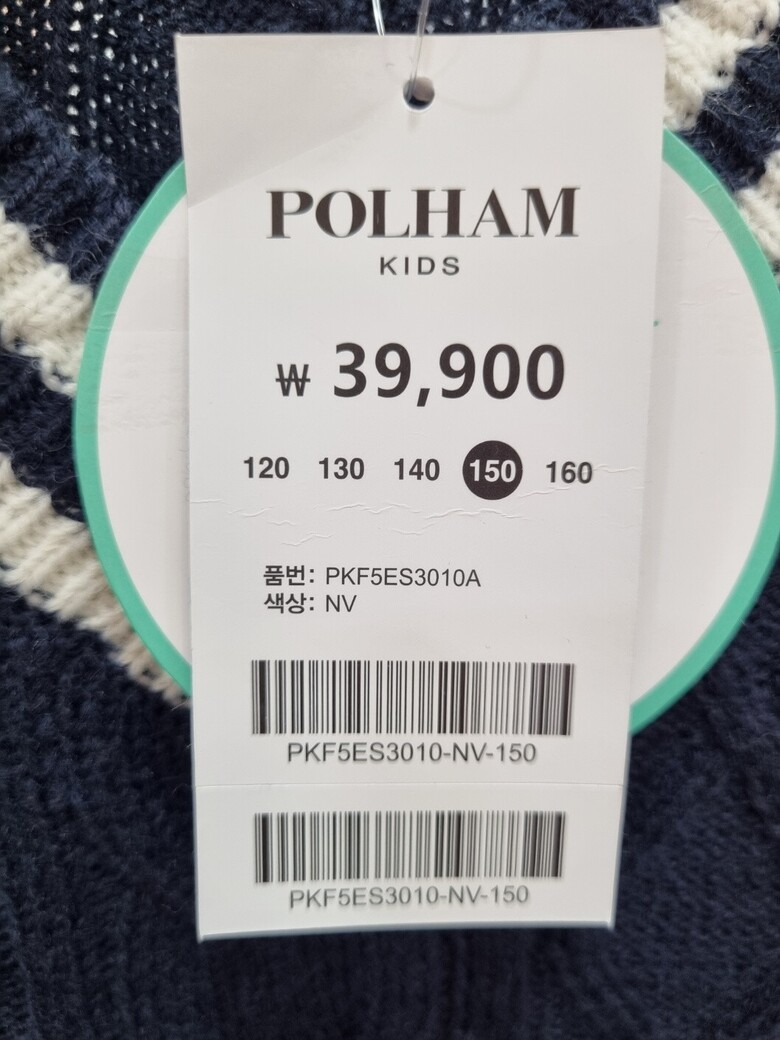 POLHAM
KIDS
₩ 39,900
120 130 140 150 160
품번: PKF5ES3010A
색상: NV
PKF5ES3010-NV-150
PKF5ES3010-NV-150